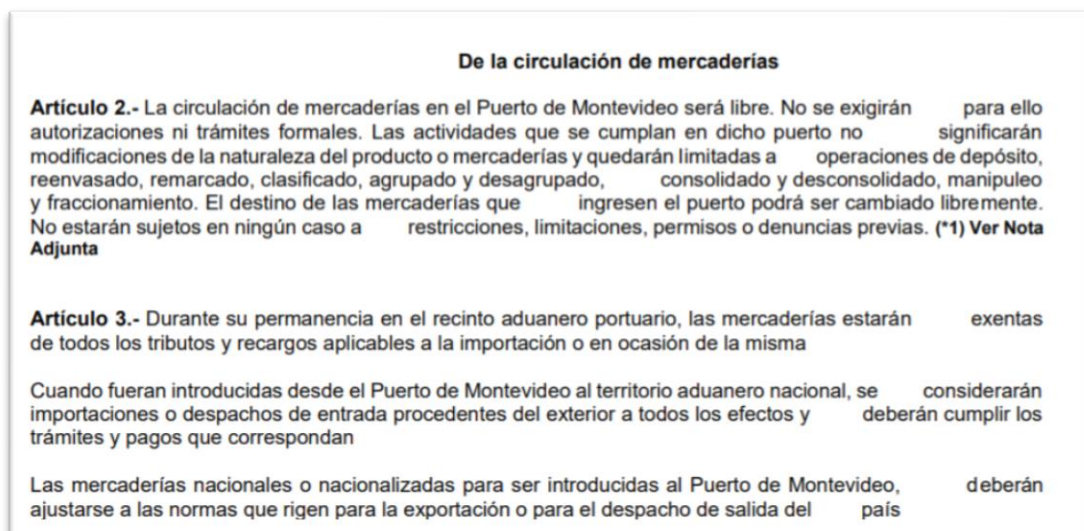 De la circulación de mercaderías
Artículo 2.- La circulación de mercaderías en el Puerto de Montevideo será libre. No se exigirán para ello
autorizaciones ni trámites formales. Las actividades que se cumplan en dicho puerto no significarán
modificaciones de la naturaleza del producto o mercaderías y quedarán limitadas a operaciones de depósito,
reenvasado, remarcado, clasificado, agrupado y desagrupado, consolidado y desconsolidado, manipuleo
y fraccionamiento. El destino de las mercaderías que ingresen el puerto podrá ser cambiado libremente.
No estarán sujetos en ningún caso a restricciones, limitaciones, permisos o denuncias previas. (*1) Ver Nota
Adjunta
Artículo 3.- Durante su permanencia en el recinto aduanero portuario, las mercaderías estarán exentas
de todos los tributos y recargos aplicables a la importación o en ocasión de la misma
Cuando fueran introducidas desde el Puerto de Montevideo al territorio aduanero nacional, se considerarán
importaciones o despachos de entrada procedentes del exterior a todos los efectos y deberán cumplir los
trámites y pagos que correspondan
Las mercaderías nacionales o nacionalizadas para ser introducidas al Puerto de Montevideo, deberán
ajustarse a las normas que rigen para la exportación o para el despacho de salida del país